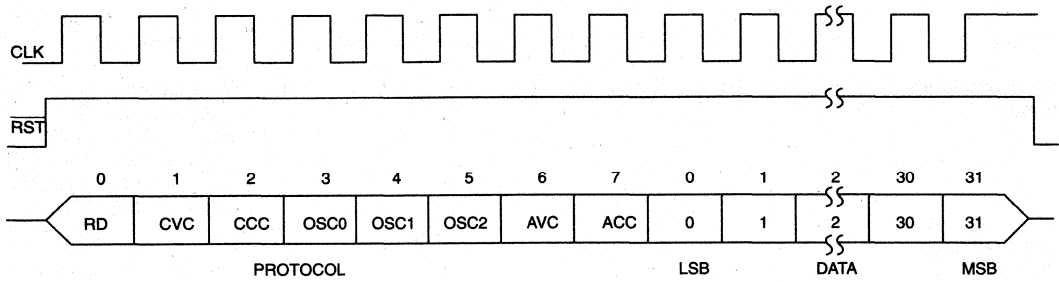 CLK
RST
0 1 2 3 4 5 6 7 0 1 2 30 31
RD CVC CCC OSC0 OSC1 OSC2 AVC ACC 0 1 2 30 31
PROTOCOL LSB DATA MSB